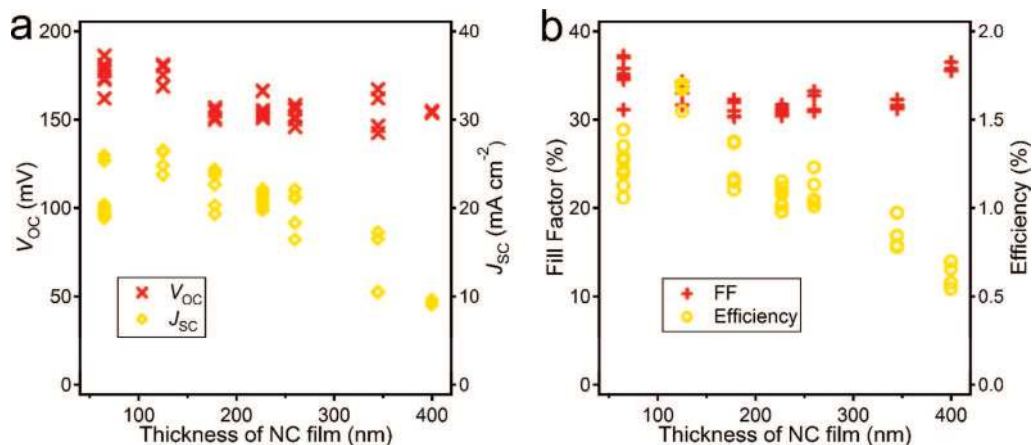 a
200
150
100
50
0
V_OC (mV)
40
30
20
10
0
J_SC (mA cm⁻²)
V_OC
J_SC
100 200 300 400
Thickness of NC film (nm)
b
40
30
20
10
0
Fill Factor (%)
2.0
1.5
1.0
0.5
0.0
Efficiency (%)
FF
Efficiency
100 200 300 400
Thickness of NC film (nm)